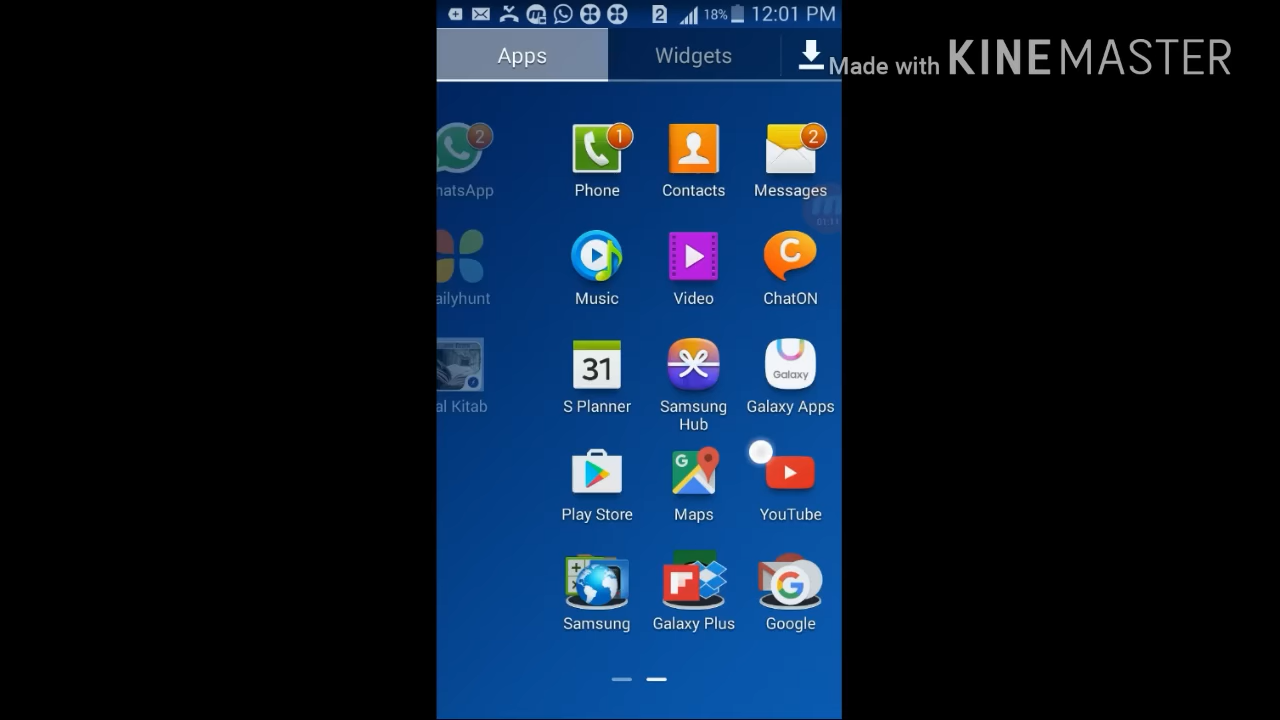 2 18% 12:01 PM
Apps Widgets
Made with KINEMASTER
2 1 2
hatsApp Phone Contacts Messages
01:11
C
ailyhunt Music Video ChatON
31 Galaxy
al Kitab S Planner Samsung Hub Galaxy Apps
G
Play Store Maps YouTube
G
Samsung Galaxy Plus Google